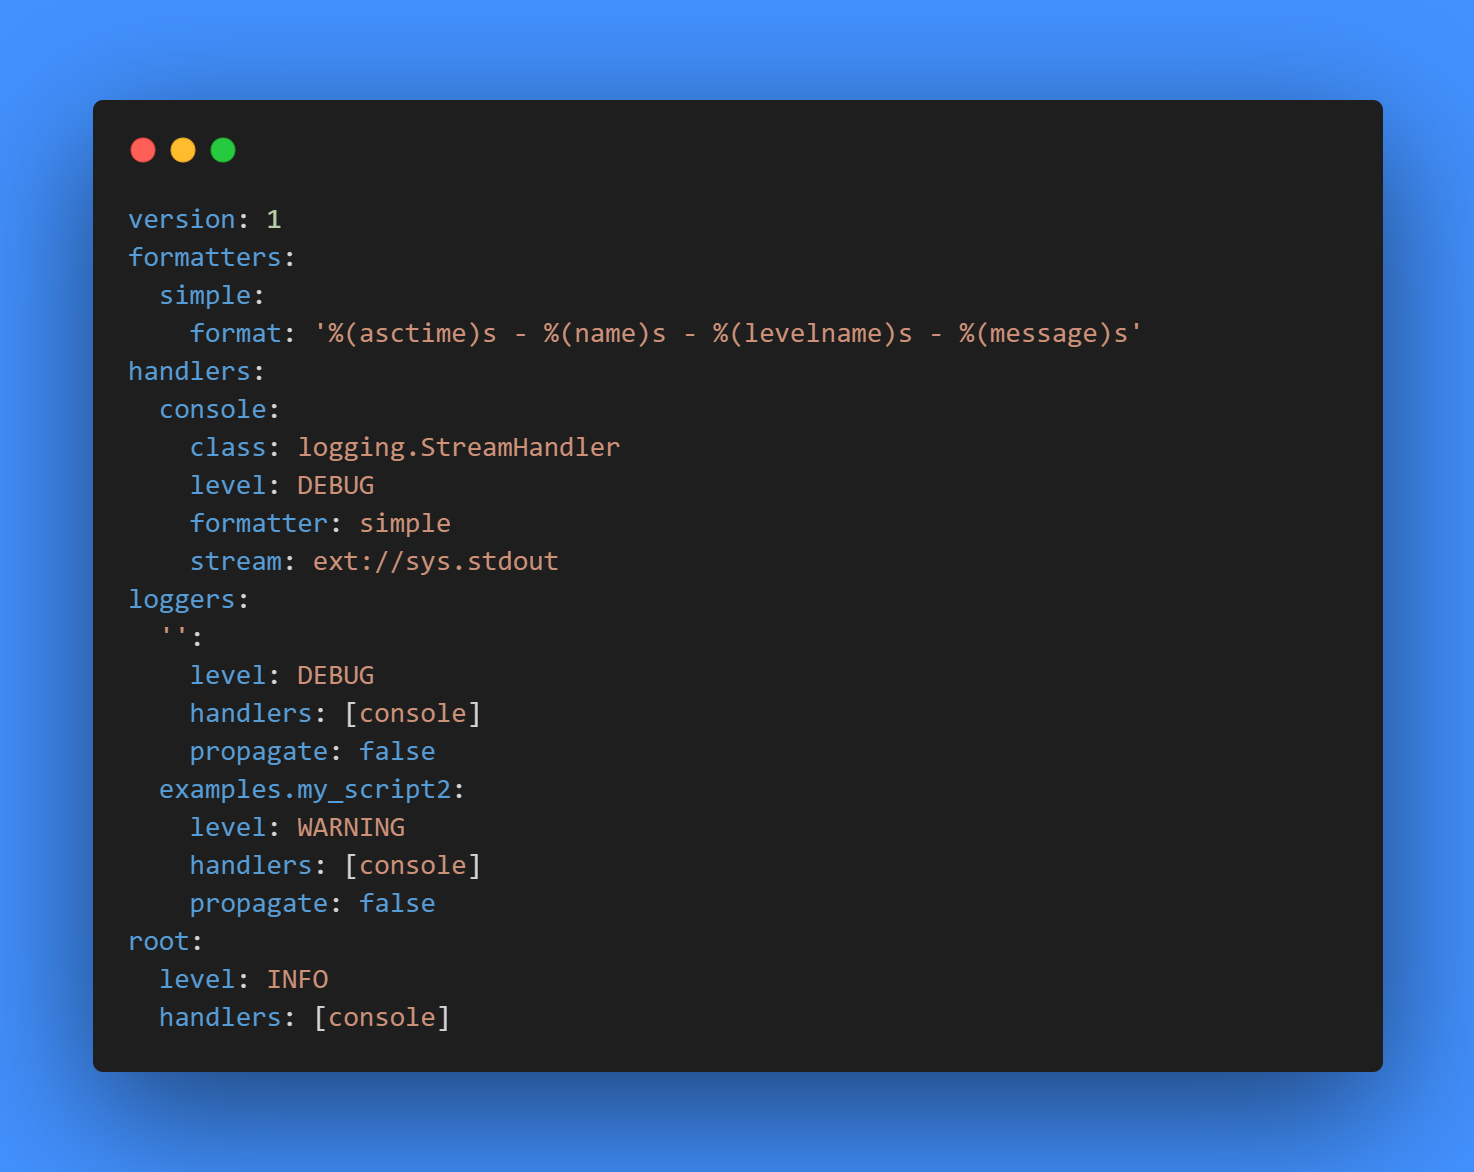 version: 1
formatters:
  simple:
    format: '%(asctime)s - %(name)s - %(levelname)s - %(message)s'
handlers:
  console:
    class: logging.StreamHandler
    level: DEBUG
    formatter: simple
    stream: ext://sys.stdout
loggers:
  '':
    level: DEBUG
    handlers: [console]
    propagate: false
  examples.my_script2:
    level: WARNING
    handlers: [console]
    propagate: false
root:
  level: INFO
  handlers: [console]